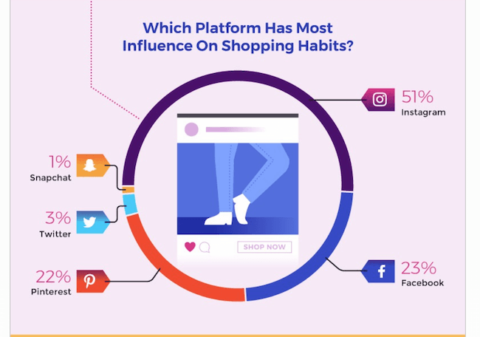 Which Platform Has Most
Influence On Shopping Habits?
51%
Instagram
1%
Snapchat
3%
Twitter
SHOP NOW
22%
Pinterest
23%
Facebook